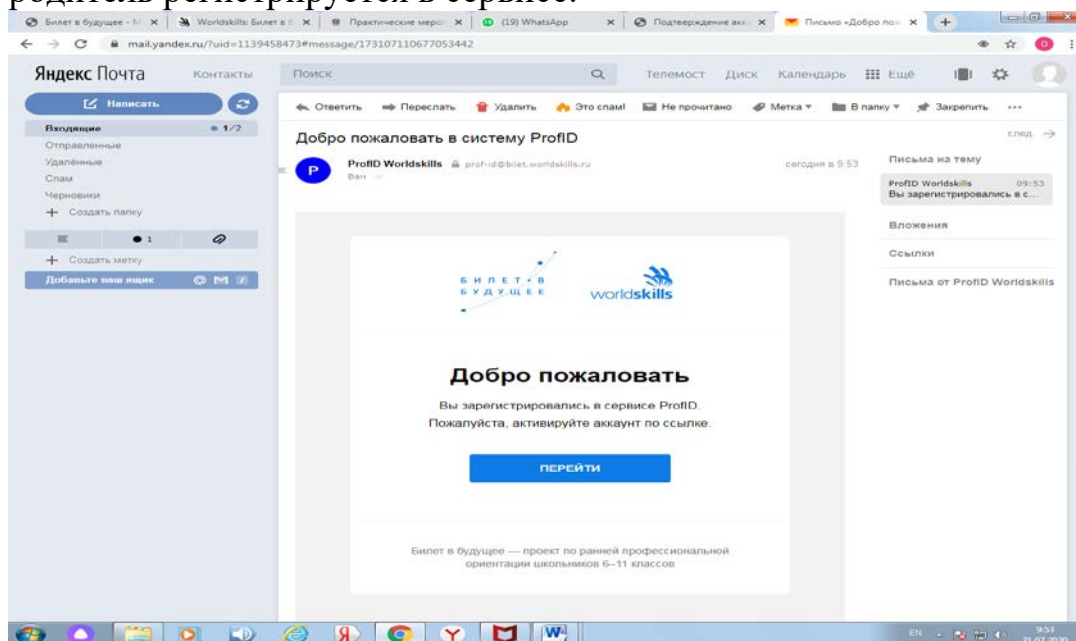 родитель регистрируется в сервисе.
Билет в будущее - М
Worldskills: Билет в б
Практические мероп
(19) WhatsApp
Подтверждение акк
Письмо «Добро пож
mail.yandex.ru/?uid=1139458473#message/173107110677053442
Яндекс Почта
Контакты
Поиск
Телемост
Диск
Календарь
Ещё
Написать
Ответить
Переслать
Удалить
Это спам!
Не прочитано
Метка
В папку
Закрепить
Входящие
1/2
Отправленные
Удалённые
Спам
Черновики
Создать папку
1
Создать метку
Добавьте ваш ящик
Добро пожаловать в систему ProfID
след.
P
ProfID Worldskills
prof-id@bilet.worldskills.ru
сегодня в 9:53
Вам
Письма на тему
ProfID Worldskills
09:53
Вы зарегистрировались в с...
Вложения
Ссылки
Письма от ProfID Worldskills
БИЛЕТ В
БУДУЩЕЕ
worldskills
Добро пожаловать
Вы зарегистрировались в сервисе ProfID.
Пожалуйста, активируйте аккаунт по ссылке.
ПЕРЕЙТИ
Билет в будущее — проект по ранней профессиональной
ориентации школьников 6–11 классов
EN
9:53
21.07.2020